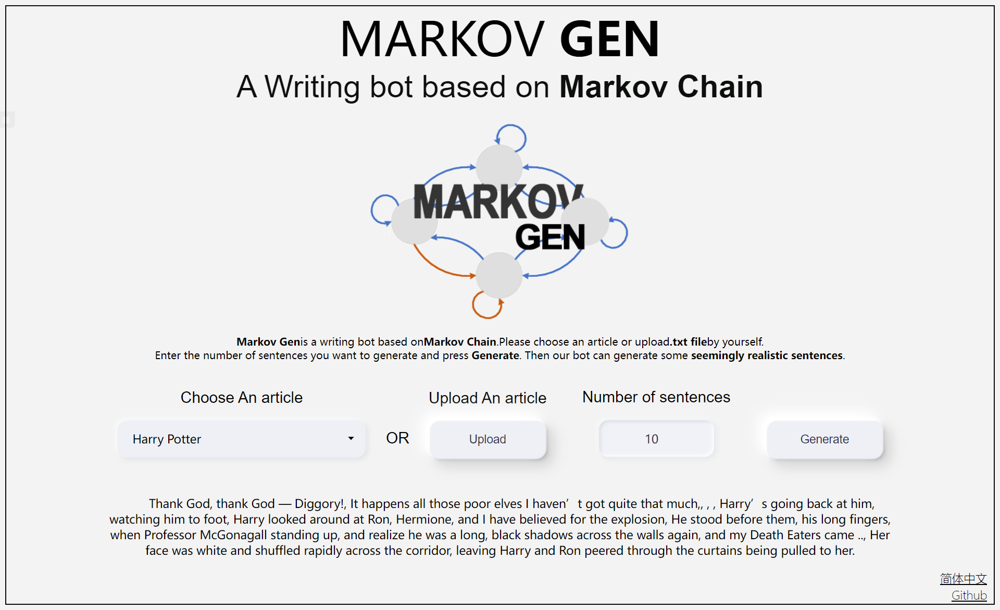 MARKOV GEN
A Writing bot based on Markov Chain
MARKOV
GEN
Markov Genis a writing bot based onMarkov Chain.Please choose an article or upload.txt fileby yourself.
Enter the number of sentences you want to generate and press Generate. Then our bot can generate some seemingly realistic sentences.
Choose An article
Upload An article
Number of sentences
Harry Potter
OR
Upload
10
Generate
Thank God, thank God — Diggory!, It happens all those poor elves I haven’t got quite that much,, , , Harry’s going back at him,
watching him to foot, Harry looked around at Ron, Hermione, and I have believed for the explosion, He stood before them, his long fingers,
when Professor McGonagall standing up, and realize he was a long, black shadows across the walls again, and my Death Eaters came .., Her
face was white and shuffled rapidly across the corridor, leaving Harry and Ron peered through the curtains being pulled to her.
简体中文
Github